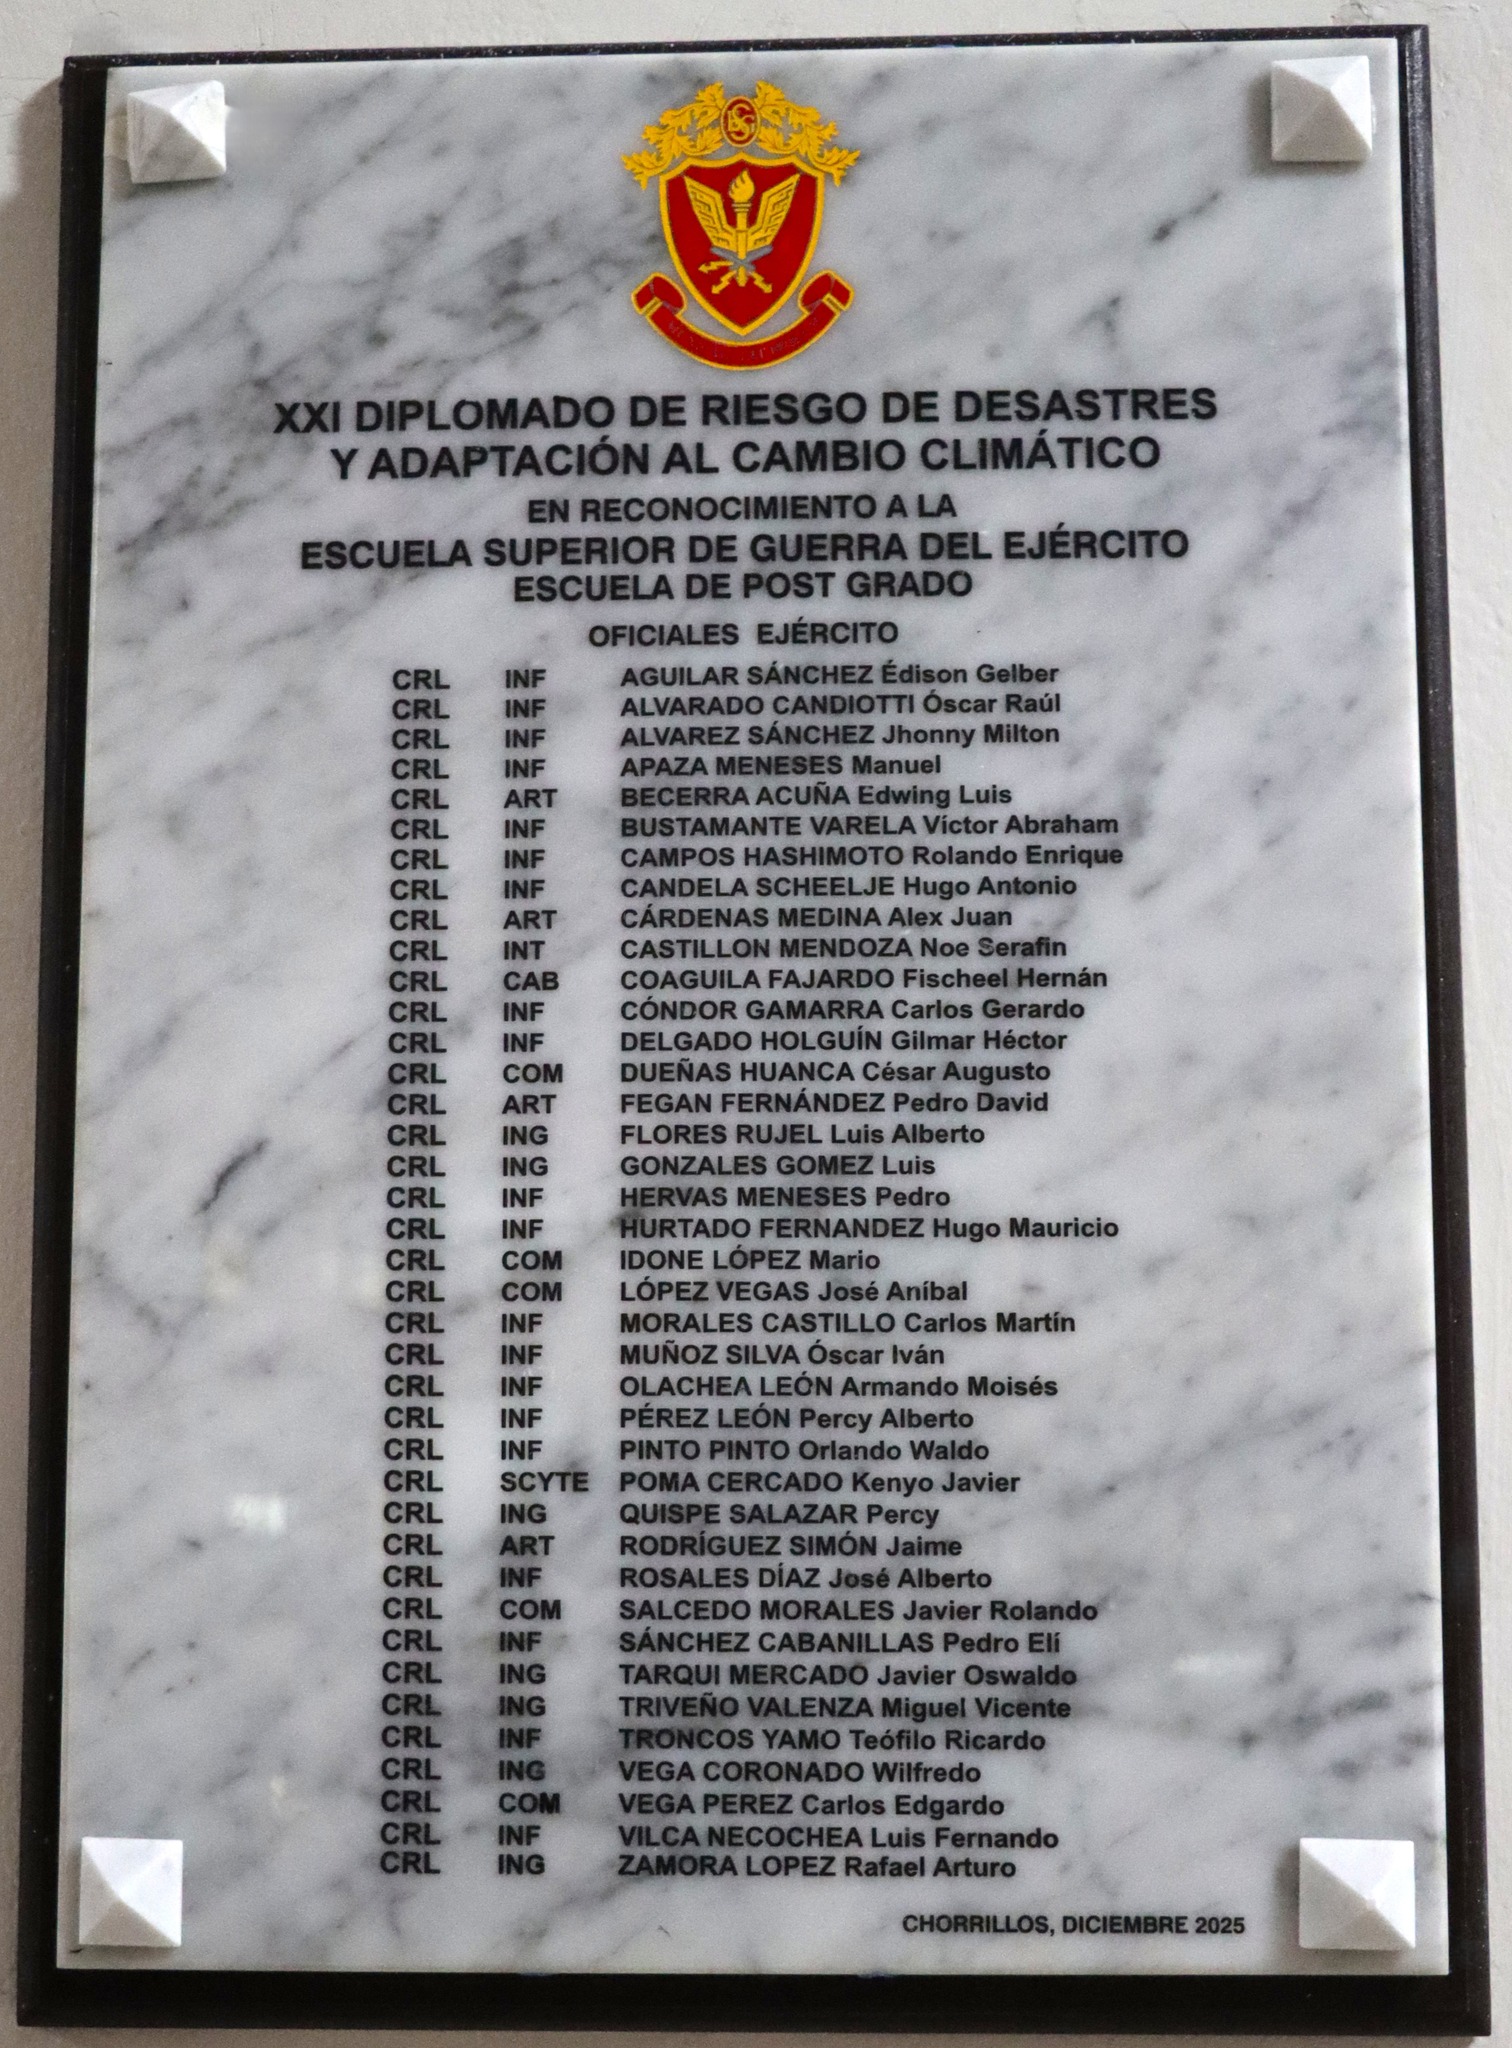 XXI DIPLOMADO DE RIESGO DE DESASTRES
Y ADAPTACIÓN AL CAMBIO CLIMÁTICO
EN RECONOCIMIENTO A LA
ESCUELA SUPERIOR DE GUERRA DEL EJÉRCITO
ESCUELA DE POST GRADO
OFICIALES EJÉRCITO
CRL INF AGUILAR SÁNCHEZ Édison Gelber
CRL INF ALVARADO CANDIOTTI Óscar Raúl
CRL INF ALVAREZ SÁNCHEZ Jhonny Milton
CRL INF APAZA MENESES Manuel
CRL ART BECERRA ACUÑA Edwing Luis
CRL INF BUSTAMANTE VARELA Víctor Abraham
CRL INF CAMPOS HASHIMOTO Rolando Enrique
CRL INF CANDELA SCHEELJE Hugo Antonio
CRL ART CÁRDENAS MEDINA Alex Juan
CRL INT CASTILLON MENDOZA Noe Serafin
CRL CAB COAGUILA FAJARDO Fischeel Hernán
CRL INF CÓNDOR GAMARRA Carlos Gerardo
CRL INF DELGADO HOLGUÍN Gilmar Héctor
CRL COM DUEÑAS HUANCA César Augusto
CRL ART FEGAN FERNÁNDEZ Pedro David
CRL ING FLORES RUJEL Luis Alberto
CRL ING GONZALES GOMEZ Luis
CRL INF HERVAS MENESES Pedro
CRL INF HURTADO FERNANDEZ Hugo Mauricio
CRL COM IDONE LÓPEZ Mario
CRL COM LÓPEZ VEGAS José Aníbal
CRL INF MORALES CASTILLO Carlos Martín
CRL INF MUÑOZ SILVA Óscar Iván
CRL INF OLACHEA LEÓN Armando Moisés
CRL INF PÉREZ LEÓN Percy Alberto
CRL INF PINTO PINTO Orlando Waldo
CRL SCYTE POMA CERCADO Kenyo Javier
CRL ING QUISPE SALAZAR Percy
CRL ART RODRÍGUEZ SIMÓN Jaime
CRL INF ROSALES DÍAZ José Alberto
CRL COM SALCEDO MORALES Javier Rolando
CRL INF SÁNCHEZ CABANILLAS Pedro Elí
CRL ING TARQUI MERCADO Javier Oswaldo
CRL ING TRIVEÑO VALENZA Miguel Vicente
CRL INF TRONCOS YAMO Teófilo Ricardo
CRL ING VEGA CORONADO Wilfredo
CRL COM VEGA PEREZ Carlos Edgardo
CRL INF VILCA NECOCHEA Luis Fernando
CRL ING ZAMORA LOPEZ Rafael Arturo
CHORRILLOS, DICIEMBRE 2025